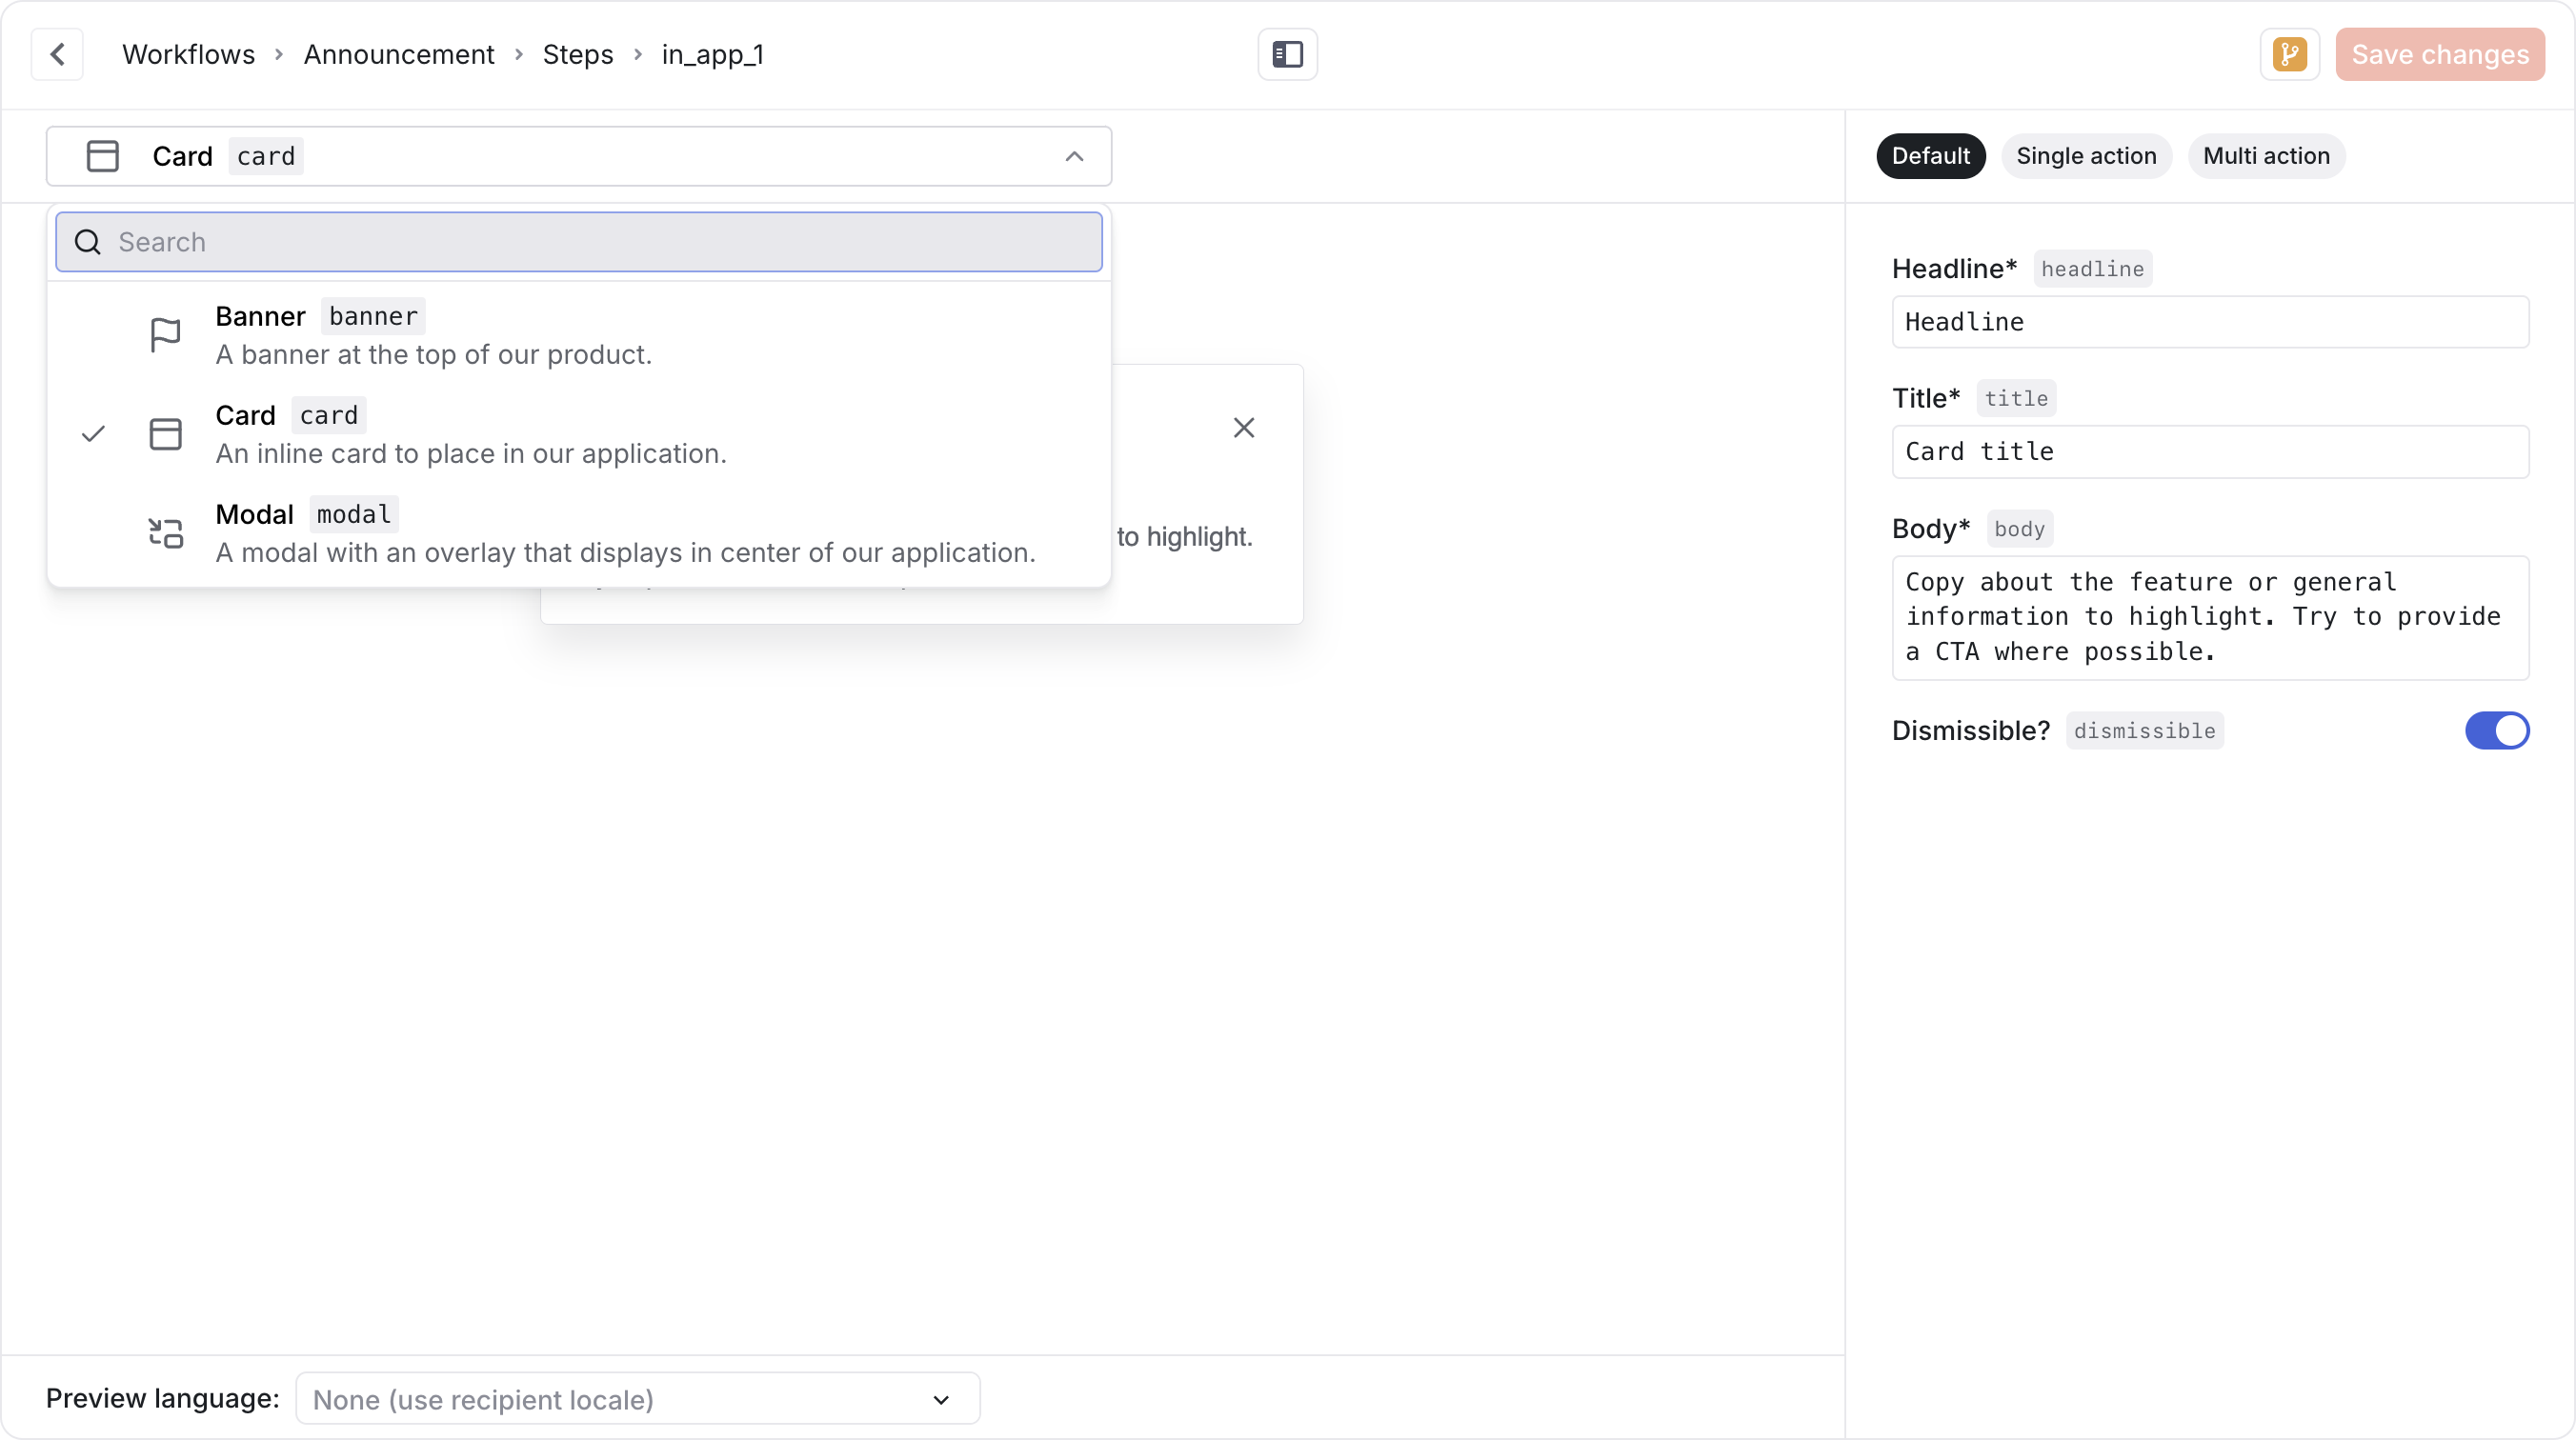 Workflows › Announcement › Steps › in_app_1
Save changes
Card card
Default Single action Multi action
Search
Banner banner
A banner at the top of our product.
Card card
An inline card to place in our application.
Modal modal
A modal with an overlay that displays in center of our application.
to highlight.
Headline* headline
Headline
Title* title
Card title
Body* body
Copy about the feature or general
information to highlight. Try to provide
a CTA where possible.
Dismissible? dismissible
Preview language: None (use recipient locale)